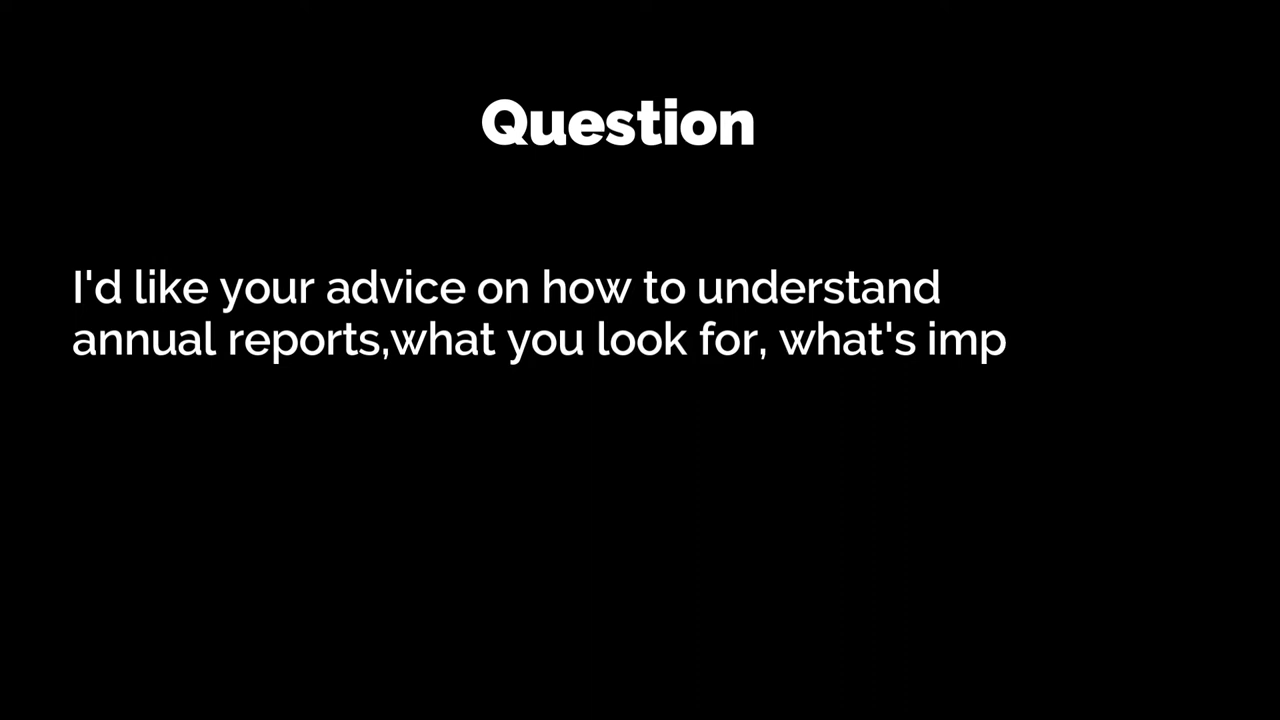 Question
I'd like your advice on how to understand
annual reports,what you look for, what's imp